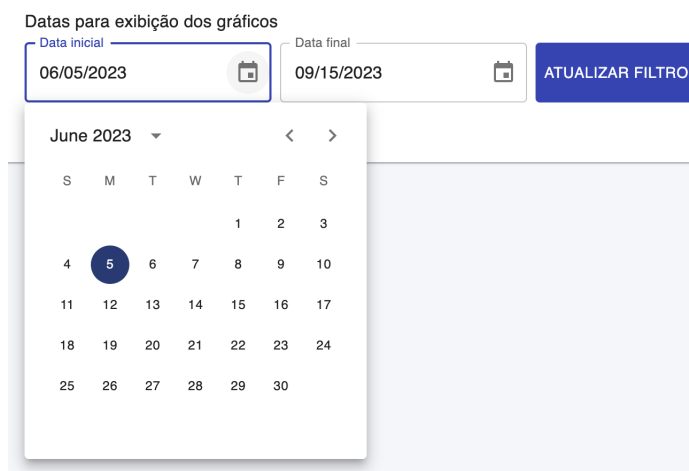 Datas para exibição dos gráficos
Data inicial Data final
06/05/2023 09/15/2023 ATUALIZAR FILTRO
June 2023
S M T W T F S
1 2 3
4 5 6 7 8 9 10
11 12 13 14 15 16 17
18 19 20 21 22 23 24
25 26 27 28 29 30